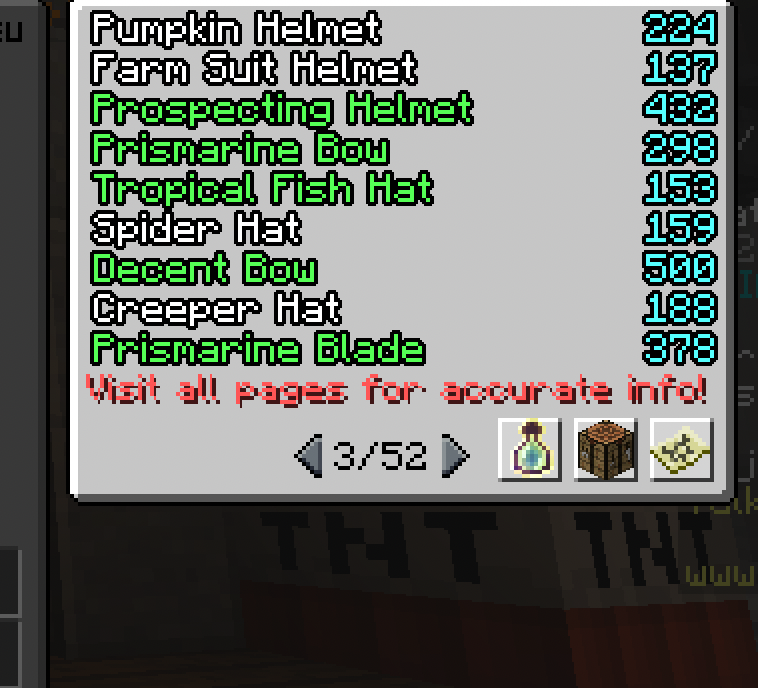 Pumpkin Helmet 224
Farm Suit Helmet 137
Prospecting Helmet 432
Prismarine Bow 298
Tropical Fish Hat 153
Spider Hat 159
Decent Bow 500
Creeper Hat 188
Prismarine Blade 378
Visit all pages for accurate info!
3/52
TNT TNT
www